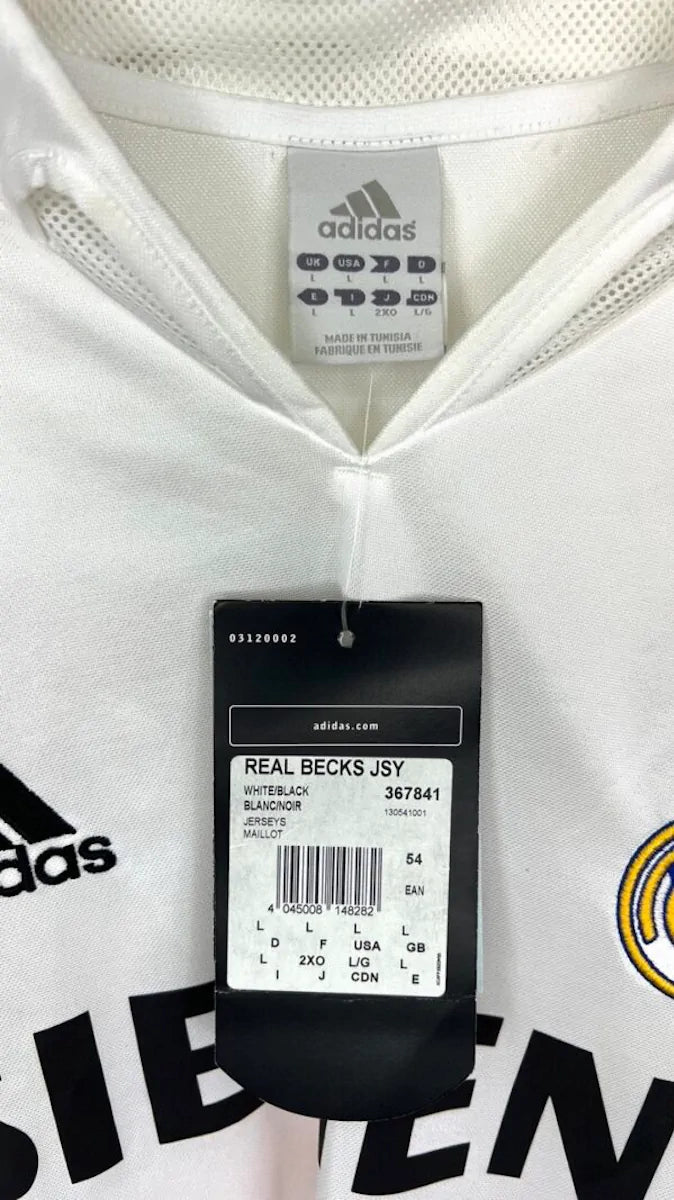 adidas
UK USA F D
L L L L
E I J CDN
L L 2XO L/G
MADE IN TUNISIA
FABRIQUE EN TUNISIE
03120002
adidas.com
REAL BECKS JSY
WHITE/BLACK 367841
BLANC/NOIR 130541001
JERSEYS
MAILLOT
54
EAN
4 045008 148282
L L L L
D F USA GB
L 2XO L/G L
I J CDN E
das
SIEMEN